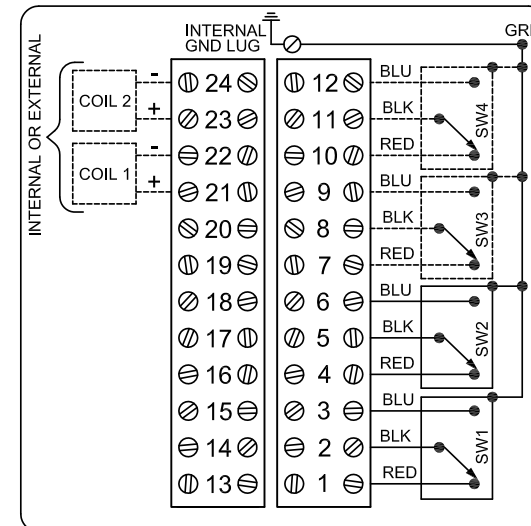 INTERNAL
GND LUG
INTERNAL OR EXTERNAL
COIL 2
-
+
COIL 1
-
+
24
23
22
21
20
19
18
17
16
15
14
13
12
11
10
9
8
7
6
5
4
3
2
1
BLU
BLK
RED
SW4
BLU
BLK
RED
SW3
BLU
BLK
RED
SW2
BLU
BLK
RED
SW1